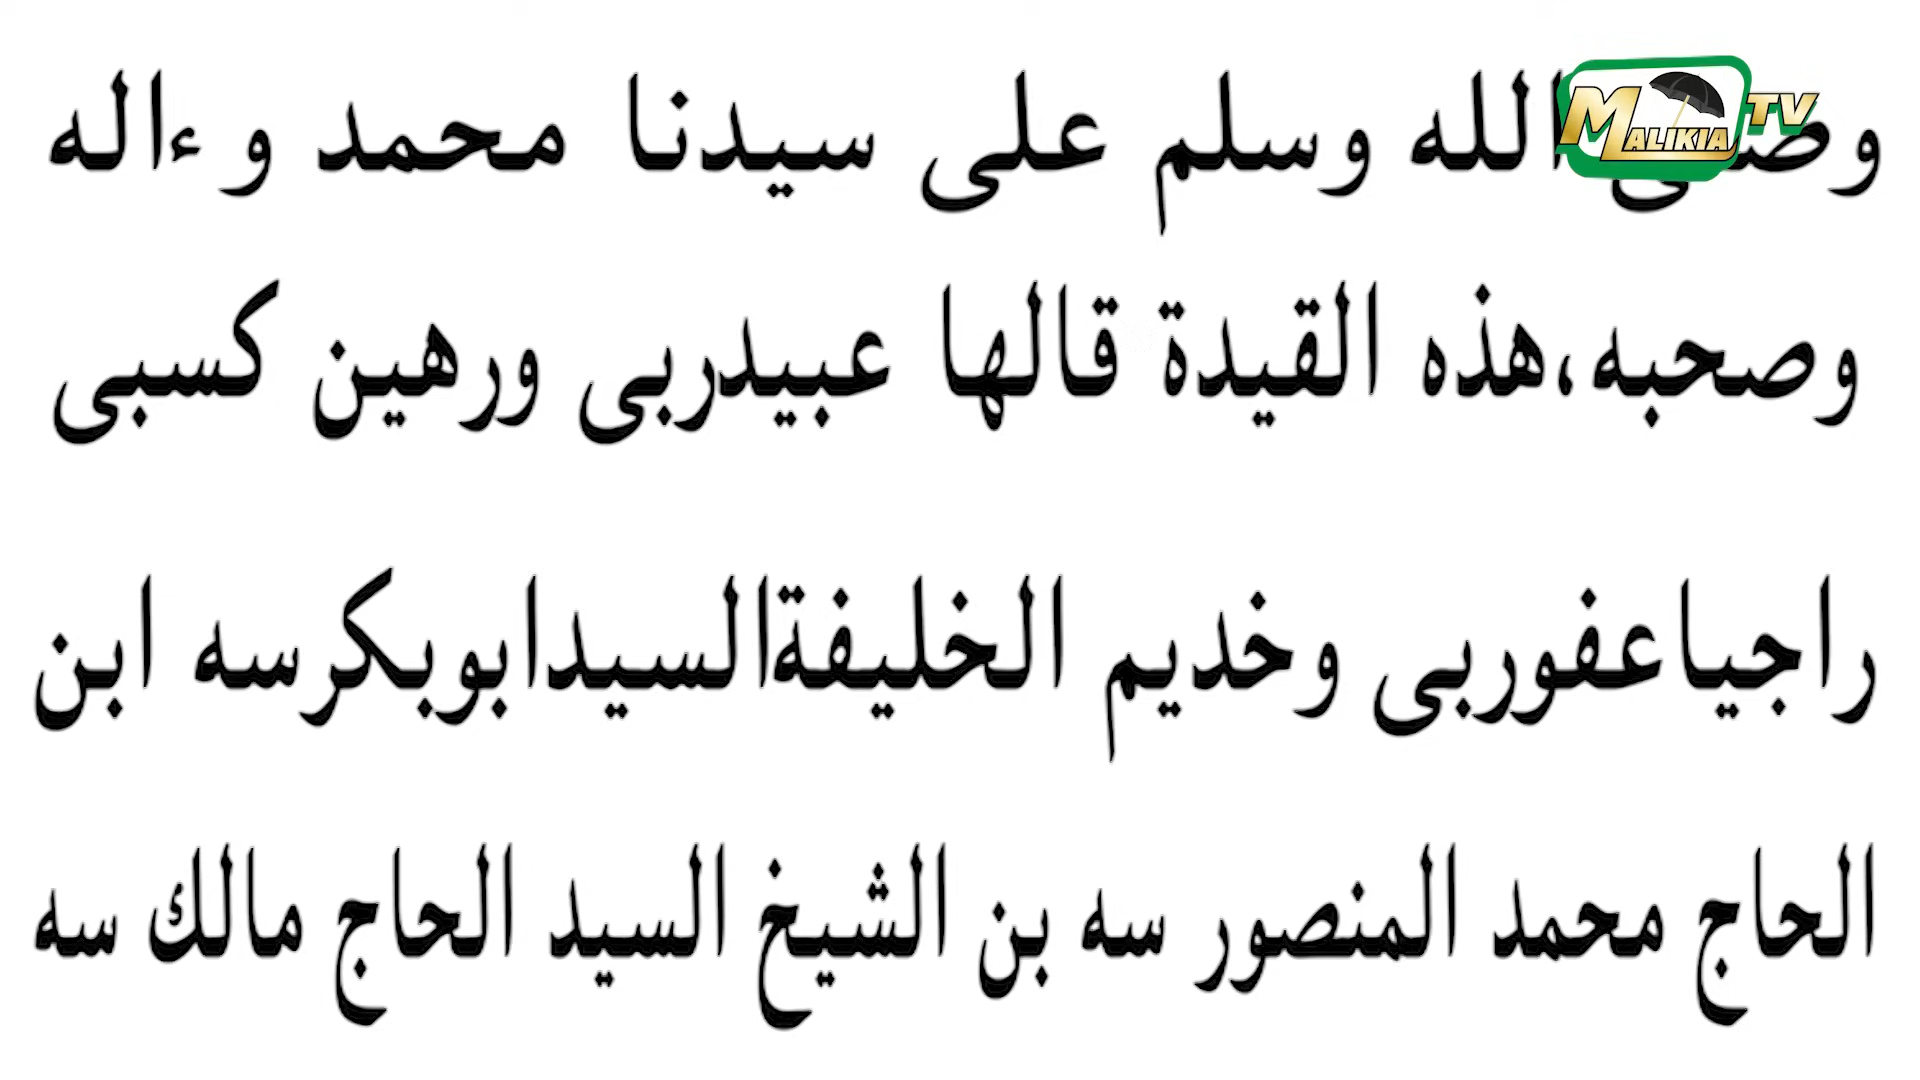 MALIKIA TV
وصلى الله وسلم على سيدنا محمد و ءاله
وصحبه،هذه القيدة قالها عبيدربى ورهين كسبى
راجياعفوربى وخديم الخليفةالسيدابوبكرسه ابن
الحاج محمد المنصور سه بن الشيخ السيد الحاج مالك سه